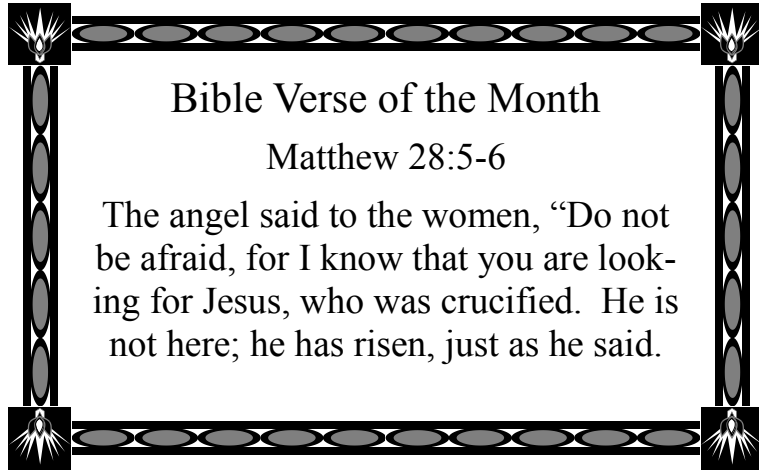 Bible Verse of the Month
Matthew 28:5-6
The angel said to the women, “Do not
be afraid, for I know that you are look-
ing for Jesus, who was crucified.  He is
not here; he has risen, just as he said.